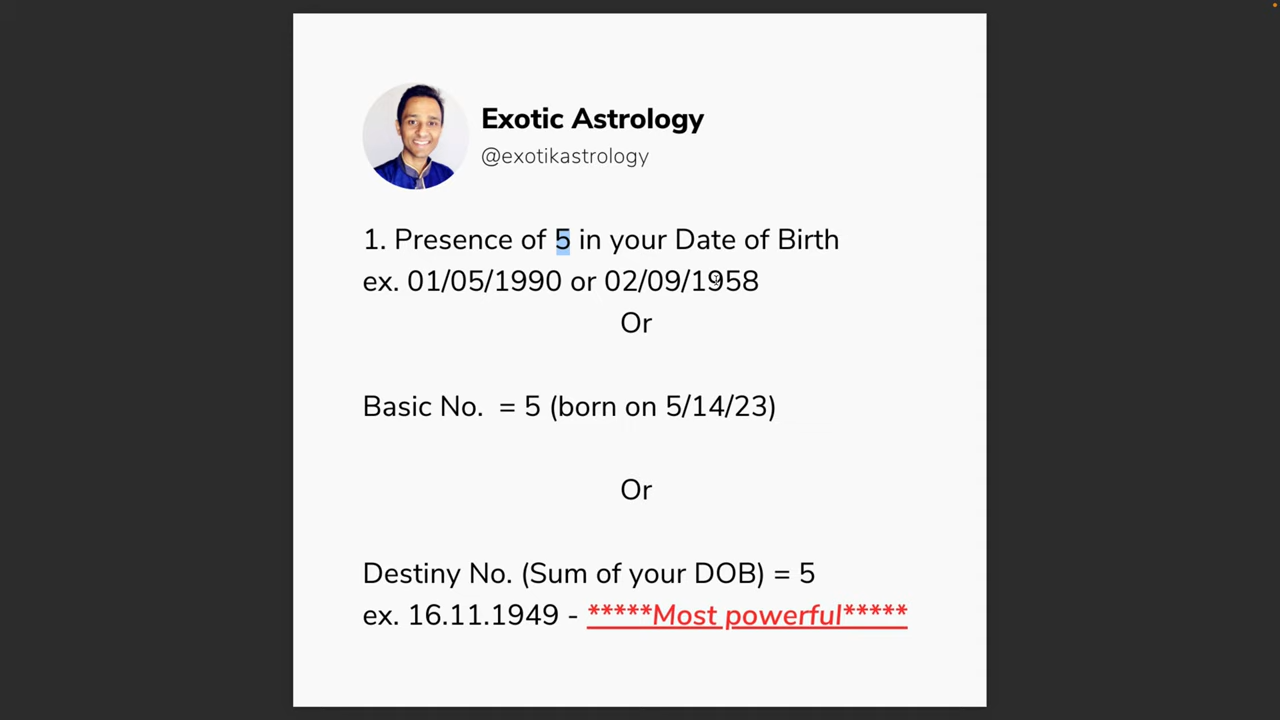 Exotic Astrology
@exotikastrology
1. Presence of 5 in your Date of Birth
ex. 01/05/1990 or 02/09/1958
Or
Basic No. = 5 (born on 5/14/23)
Or
Destiny No. (Sum of your DOB) = 5
ex. 16.11.1949 - *****Most powerful*****